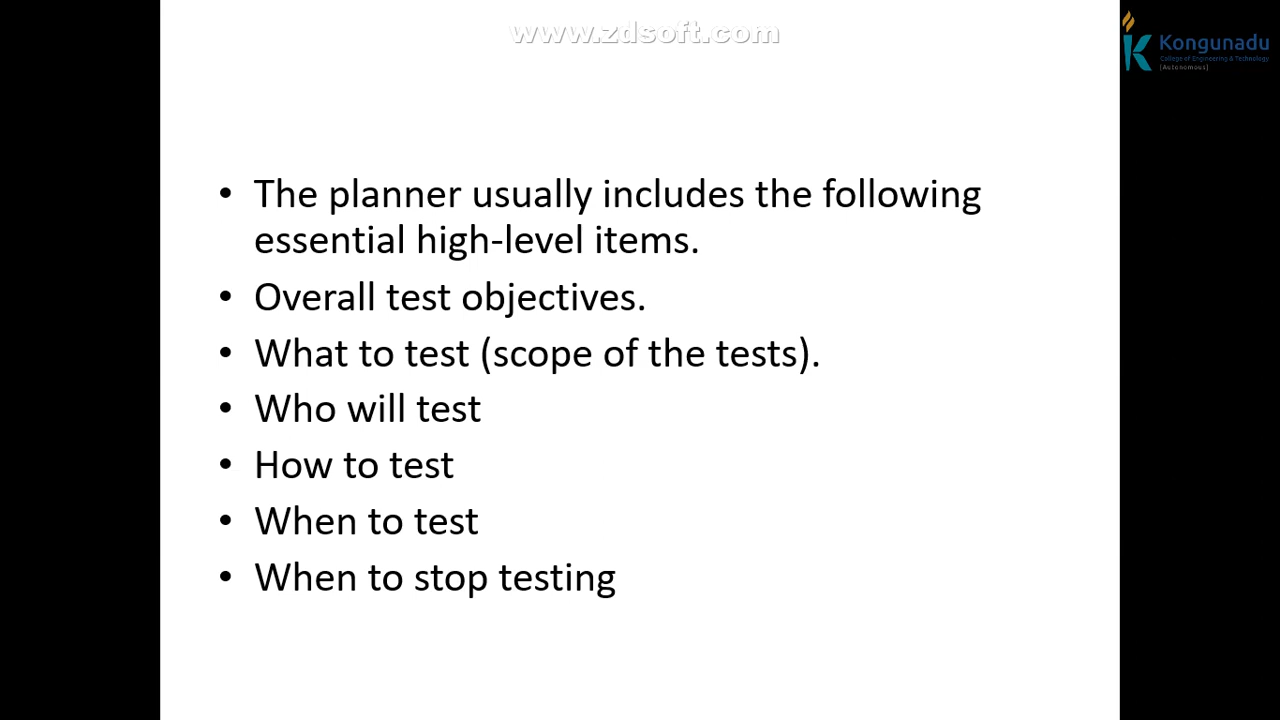 www.zdsoft.com
Kongunadu
College of Engineering & Technology
(Autonomous)
• The planner usually includes the following
essential high-level items.
• Overall test objectives.
• What to test (scope of the tests).
• Who will test
• How to test
• When to test
• When to stop testing